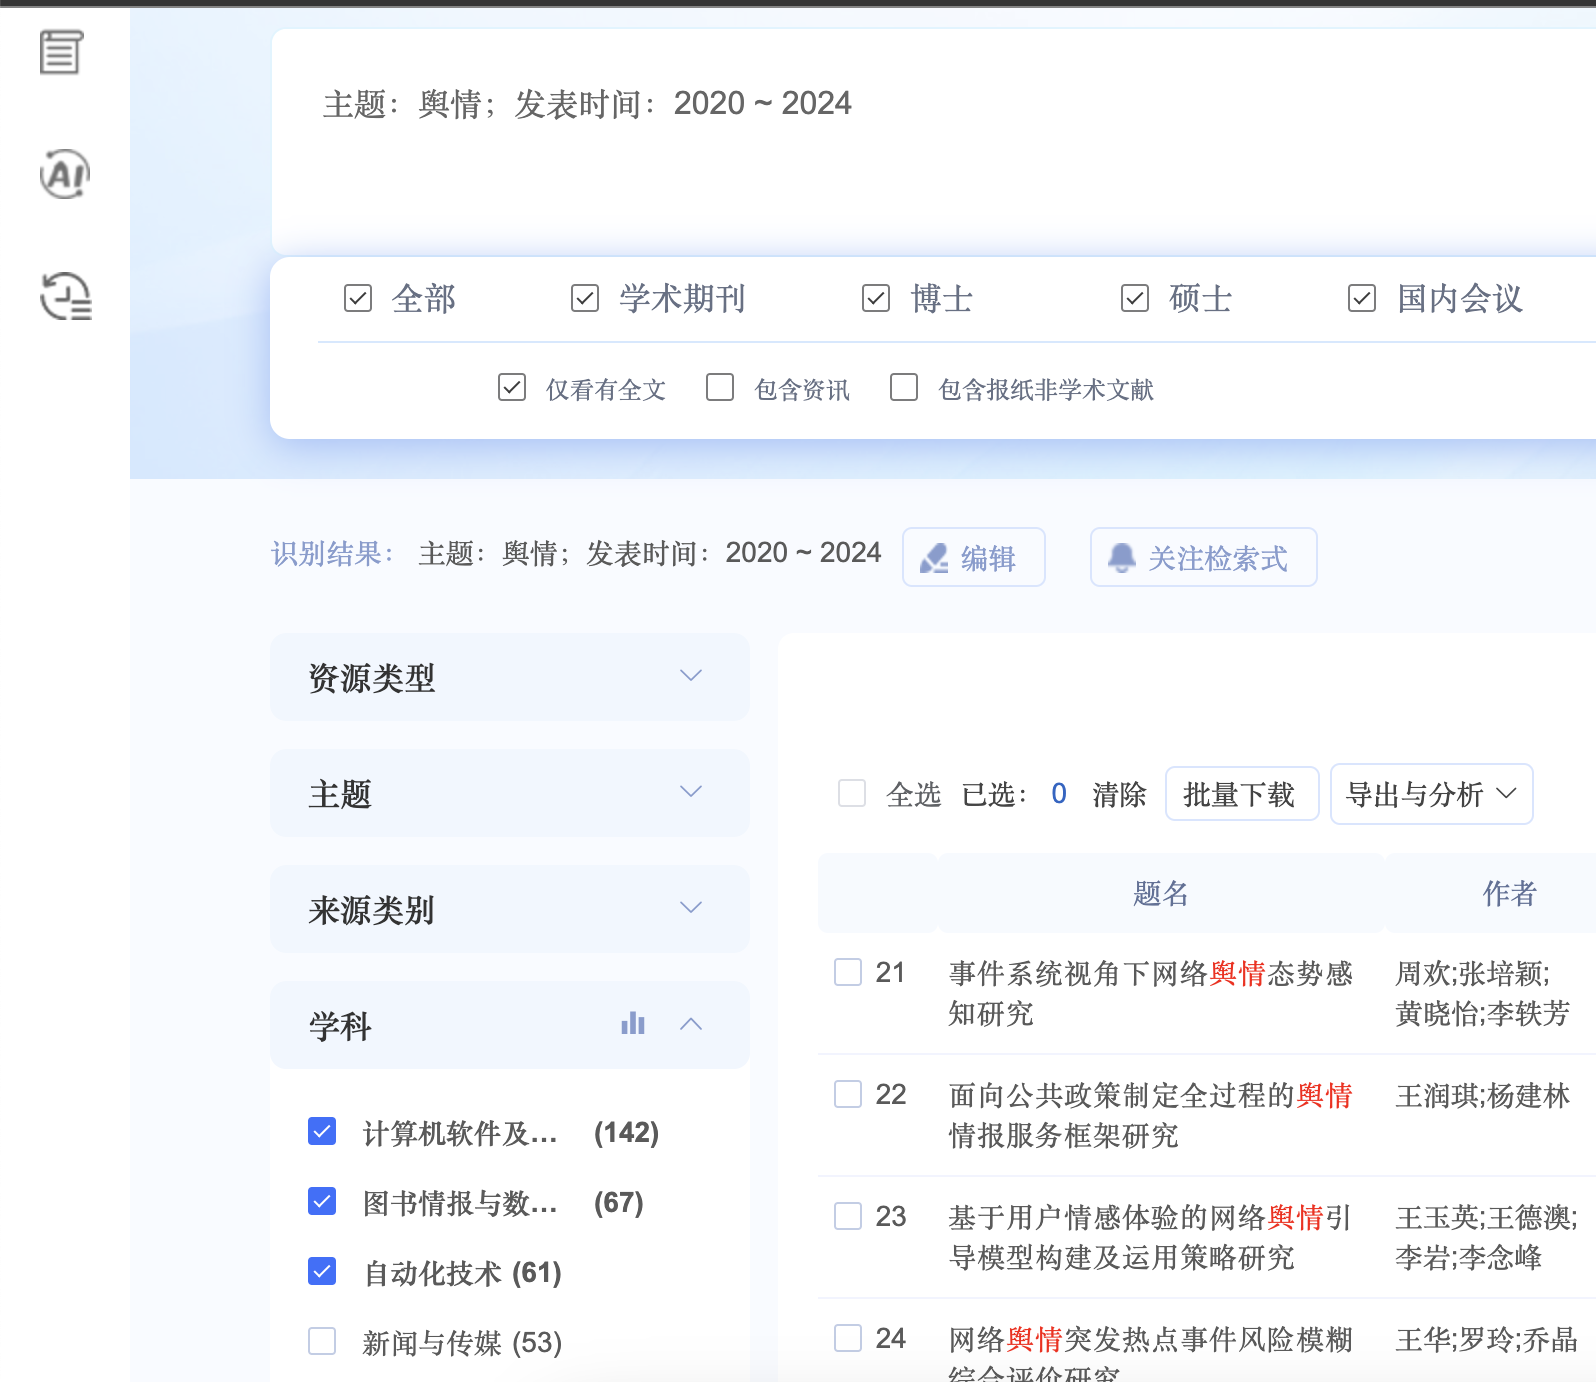 AI
主题：舆情；发表时间：2020 ~ 2024
全部 学术期刊 博士 硕士 国内会议
仅看有全文 包含资讯 包含报纸非学术文献
识别结果： 主题：舆情；发表时间：2020 ~ 2024 编辑 关注检索式
资源类型
主题
来源类别
学科
计算机软件及... (142)
图书情报与数... (67)
自动化技术 (61)
新闻与传媒 (53)
全选 已选： 0 清除 批量下载 导出与分析
题名 作者
21 事件系统视角下网络舆情态势感 周欢;张培颖;
知研究 黄晓怡;李轶芳
22 面向公共政策制定全过程的舆情 王润琪;杨建林
情报服务框架研究
23 基于用户情感体验的网络舆情引 王玉英;王德澳;
导模型构建及运用策略研究 李岩;李念峰
24 网络舆情突发热点事件风险模糊 王华;罗玲;乔晶
综合评价研究